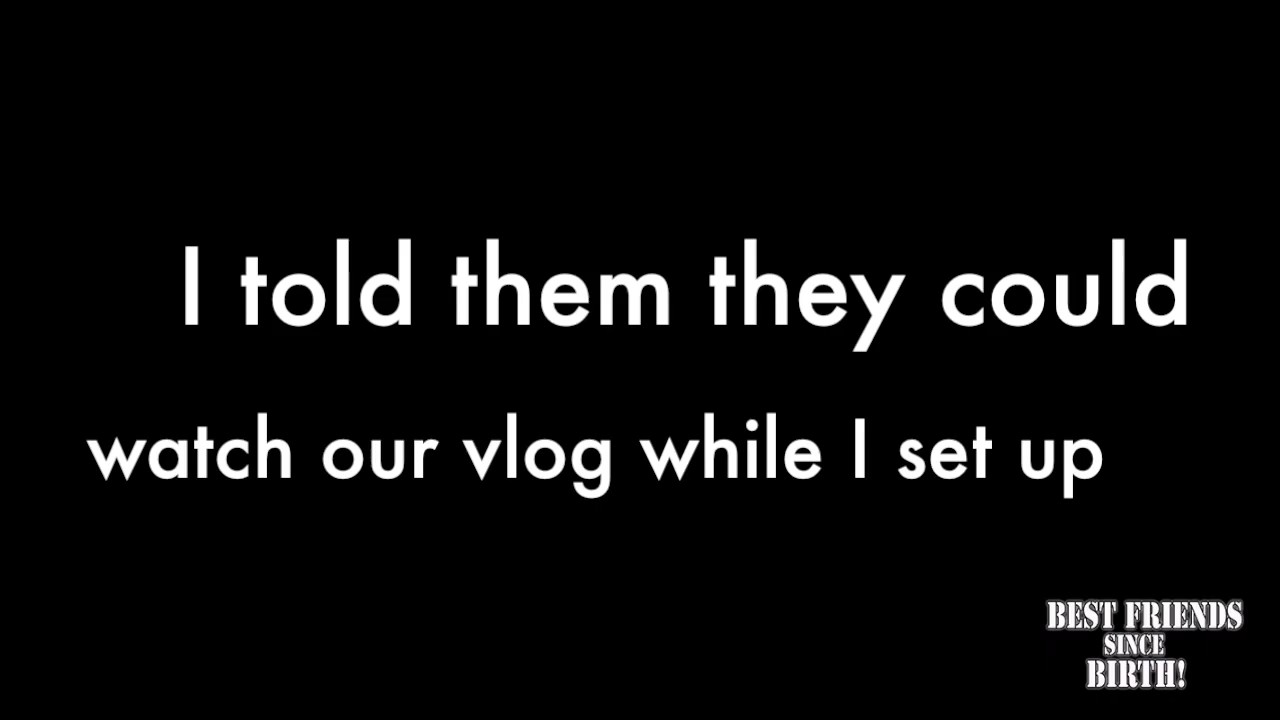 I told them they could
watch our vlog while I set up
BEST FRIENDS
SINCE
BIRTH!